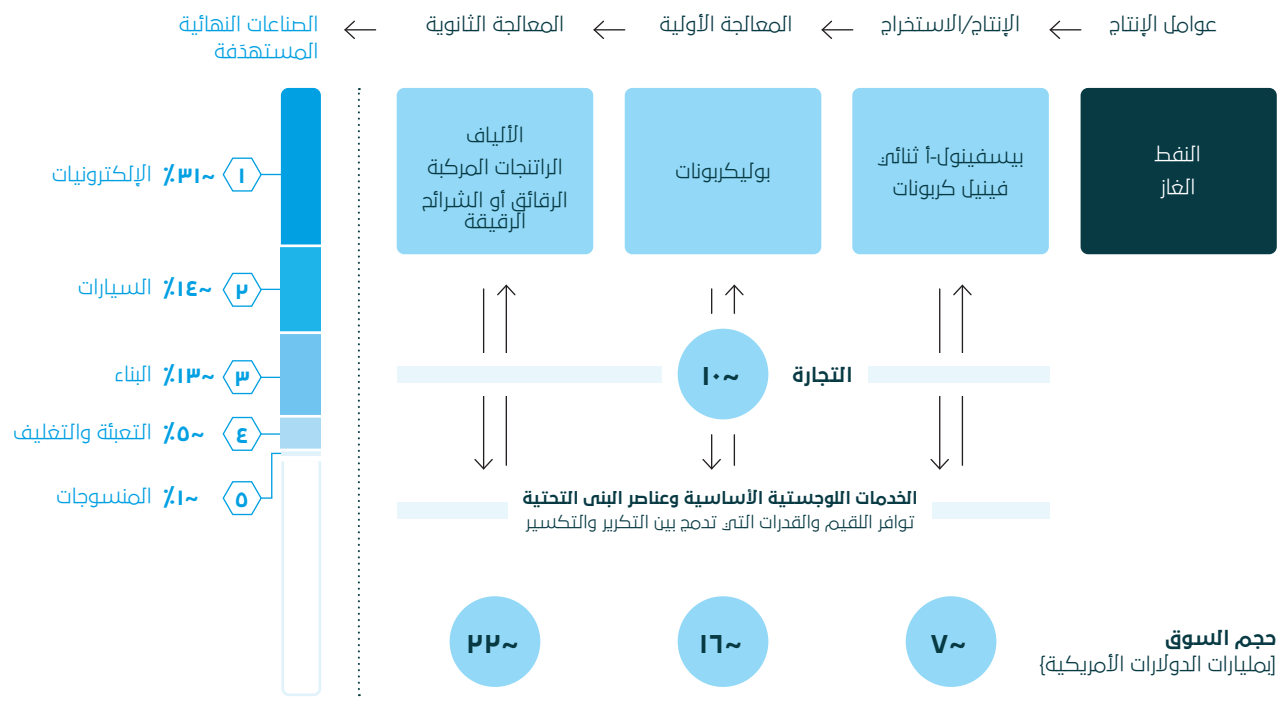 عوامل الإنتاج
الإنتاج/الاستخراج
المعالجة الأولية
المعالجة الثانوية
الصناعات النهائية
المستهدَفة
النفط
الغاز
بيسفينول-أ ثنائي
فينيل كربونات
بوليكربونات
الألياف
الراتنجات المركبة
الرقائق أو الشرائح
الرقيقة
١ ~٣١٪ الإلكترونيات
٢ ~١٤٪ السيارات
٣ ~١٣٪ البناء
٤ ~٥٪ التعبئة والتغليف
٥ ~١٪ المنسوجات
التجارة
~١٠
الخدمات اللوجستية الأساسية وعناصر البنى التحتية
توافر اللقيم والقدرات التي تدمج بين التكرير والتكسير
حجم السوق
[بمليارات الدولارات الأمريكية}
~٧
~١٦
~٢٢